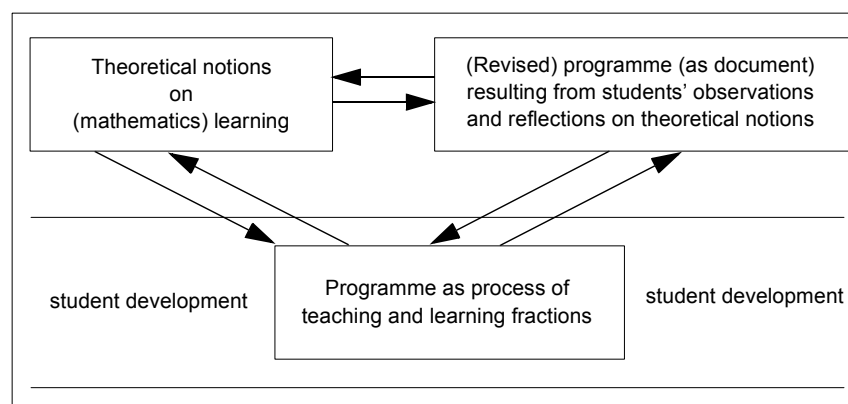 Theoretical notions
on
(mathematics) learning
(Revised) programme (as document)
resulting from students’ observations
and reflections on theoretical notions
student development
Programme as process of
teaching and learning fractions
student development